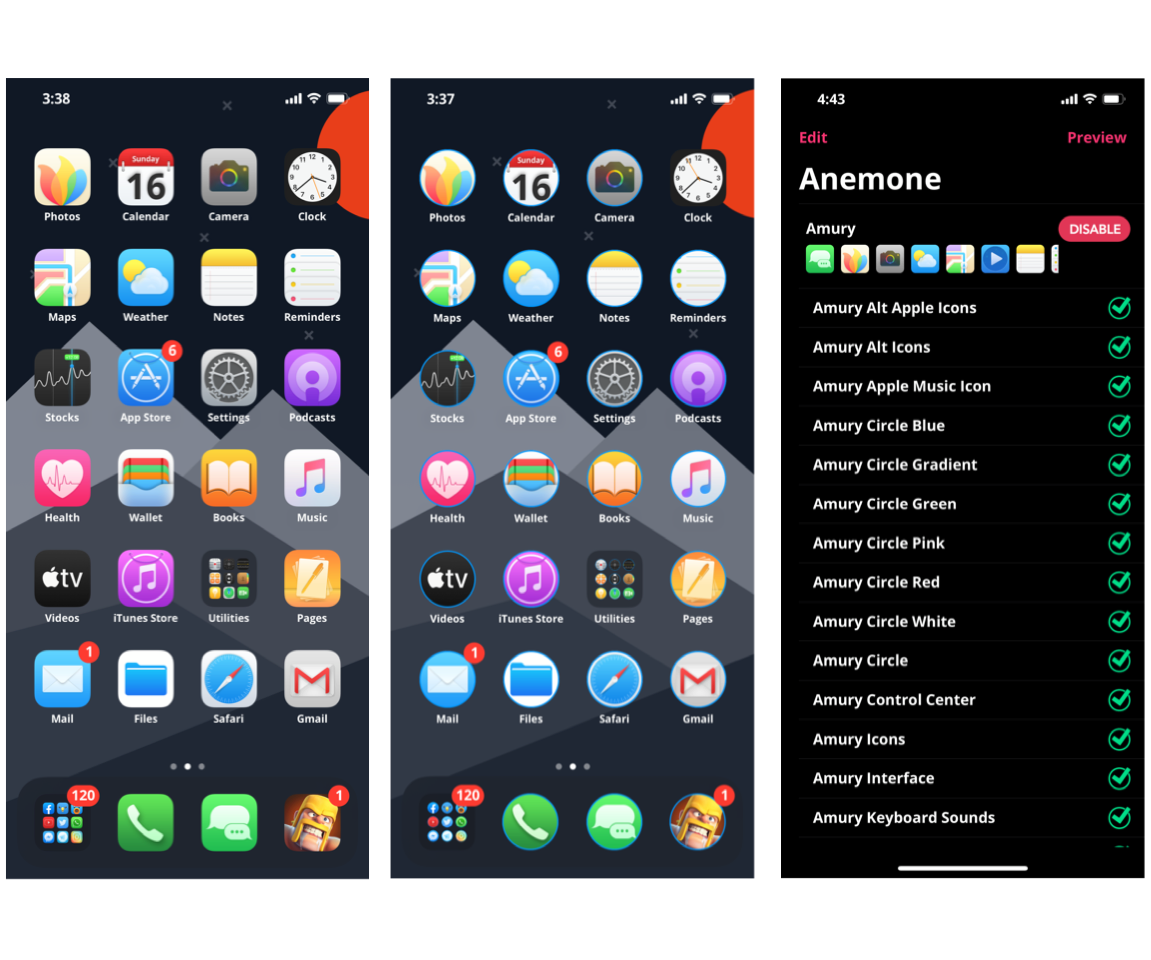 3:38
Sunday
16
Photos Calendar Camera Clock
Maps Weather Notes Reminders
6
Stocks App Store Settings Podcasts
Health Wallet Books Music
tv
Videos iTunes Store Utilities Pages
1
Mail Files Safari Gmail
120 1
3:37
Sunday
16
Photos Calendar Camera Clock
Maps Weather Notes Reminders
6
Stocks App Store Settings Podcasts
Health Wallet Books Music
tv
Videos iTunes Store Utilities Pages
1
Mail Files Safari Gmail
120 1
4:43
Edit Preview
Anemone
Amury DISABLE
Amury Alt Apple Icons
Amury Alt Icons
Amury Apple Music Icon
Amury Circle Blue
Amury Circle Gradient
Amury Circle Green
Amury Circle Pink
Amury Circle Red
Amury Circle White
Amury Circle
Amury Control Center
Amury Icons
Amury Interface
Amury Keyboard Sounds